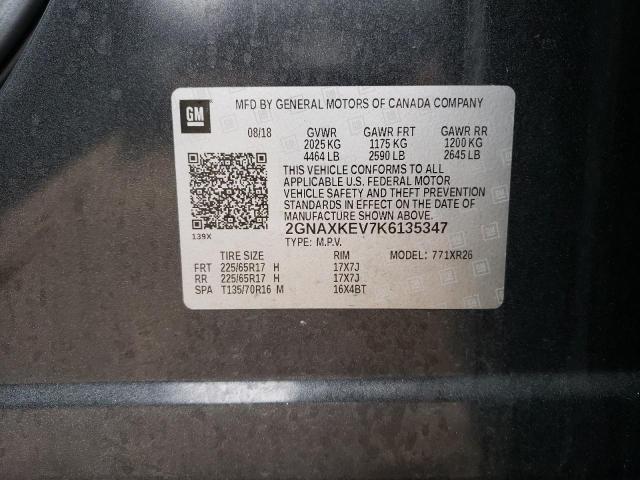 GM
MFD BY GENERAL MOTORS OF CANADA COMPANY
08/18 GVWR GAWR FRT GAWR RR
2025 KG 1175 KG 1200 KG
4464 LB 2590 LB 2645 LB
THIS VEHICLE CONFORMS TO ALL
APPLICABLE U.S. FEDERAL MOTOR
VEHICLE SAFETY AND THEFT PREVENTION
STANDARDS IN EFFECT ON THE DATE OF
MANUFACTURE SHOWN ABOVE.
139X
2GNAXKEV7K6135347
TYPE: M.P.V. MODEL: 771XR26
TIRE SIZE RIM
FRT 225/65R17 H 17X7J
RR 225/65R17 H 17X7J
SPA T135/70R16 M 16X4BT